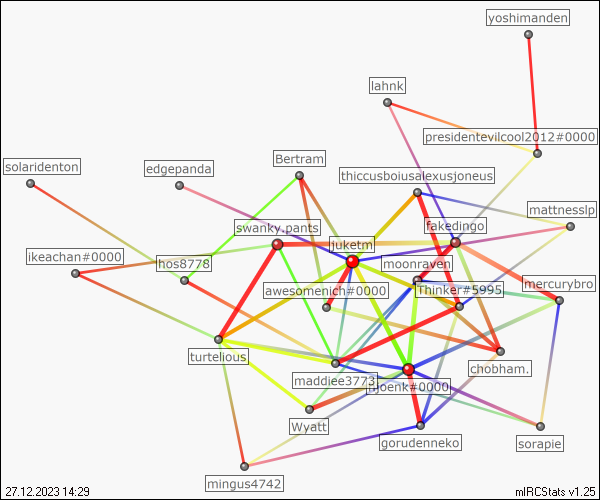 yoshimanden
lahnk
presidentevilcool2012#0000
Bertram
solaridenton
edgepanda
thiccusboiusalexusjoneus
mattnesslp
swanky.pants
fakedingo
juketm
ikeachan#0000
hos8778
moonraven
awesomenich#0000
Thinker#5995
mercurybro
turtelious.
maddiee3773
njoenk#0000
chobham.
Wyatt
gorudenneko
sorapie
mingus4742
27.12.2023 14:29
mIRCStats v1.25